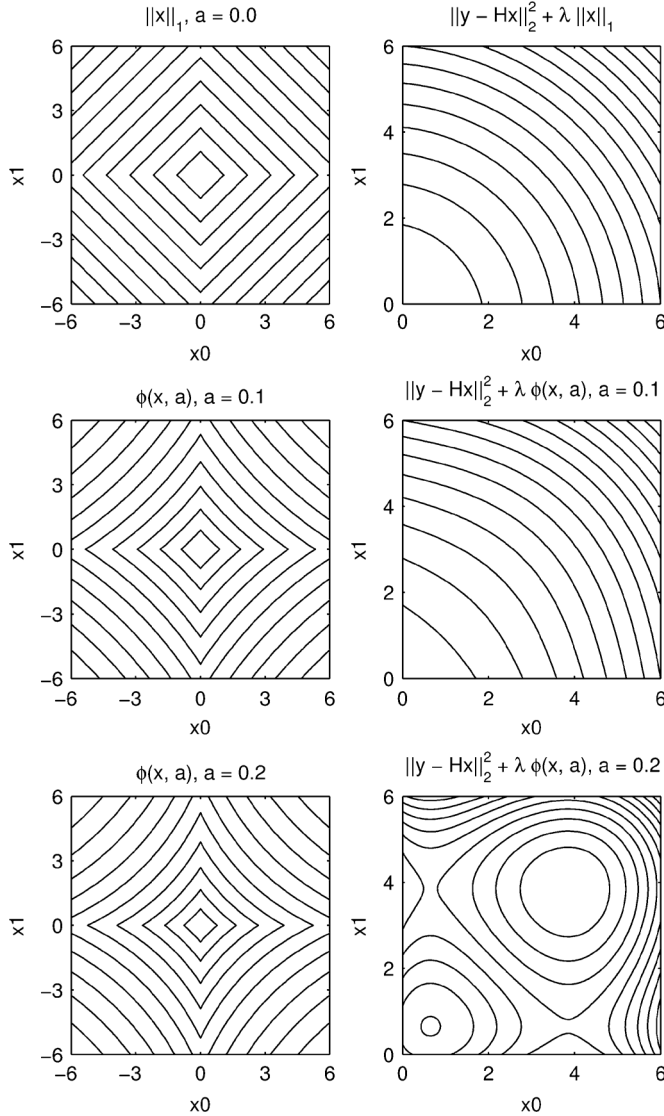 ||x||₁, a = 0.0
6
3
0
−3
−6
−6 −3 0 3 6
x0
x1
||y − Hx||₂² + λ ||x||₁
6
4
2
0
0 2 4 6
x0
x1
ϕ(x, a), a = 0.1
6
3
0
−3
−6
−6 −3 0 3 6
x0
x1
||y − Hx||₂² + λ ϕ(x, a), a = 0.1
6
4
2
0
0 2 4 6
x0
x1
ϕ(x, a), a = 0.2
6
3
0
−3
−6
−6 −3 0 3 6
x0
x1
||y − Hx||₂² + λ ϕ(x, a), a = 0.2
6
4
2
0
0 2 4 6
x0
x1